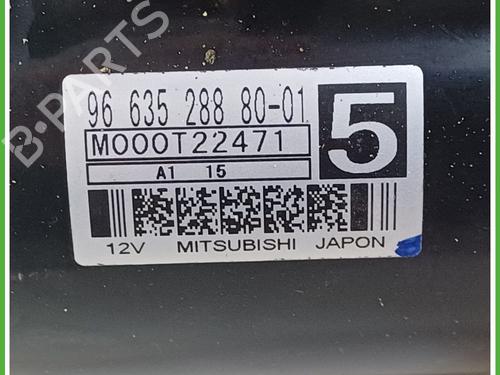 96 635 288 80-01
5
M000T22471
A1 15
12V MITSUBISHI JAPON
B-PARTS